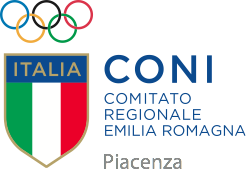 ITALIA
CONI
COMITATO
REGIONALE
EMILIA ROMAGNA
Piacenza